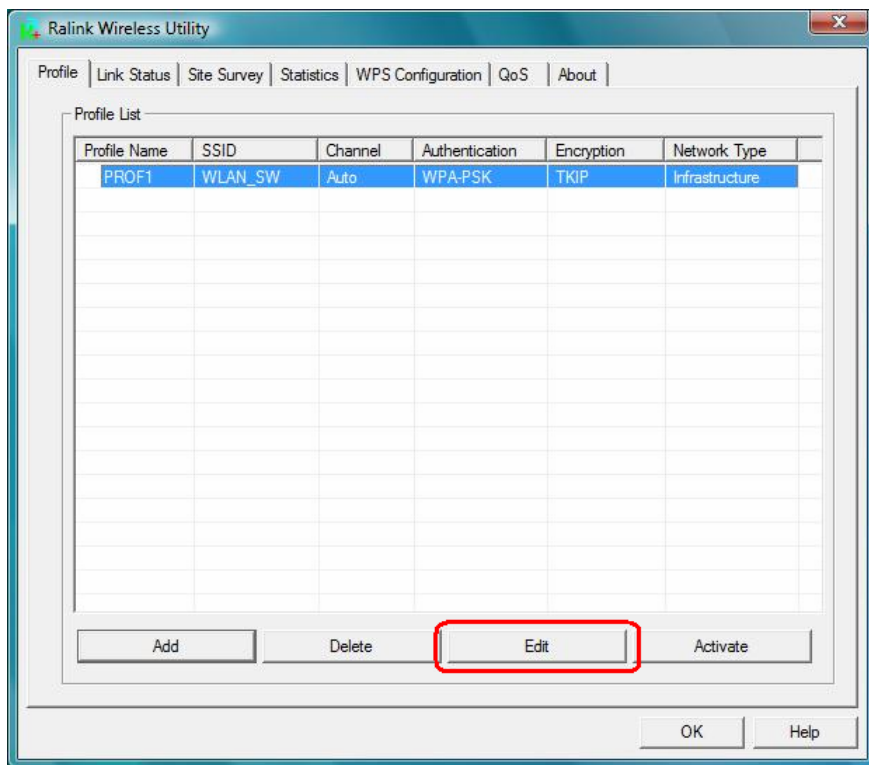 Ralink Wireless Utility
Profile Link Status Site Survey Statistics WPS Configuration QoS About
Profile List
Profile Name SSID Channel Authentication Encryption Network Type
PROF1 WLAN_SW Auto WPA-PSK TKIP Infrastructure
Add Delete Edit Activate
OK Help